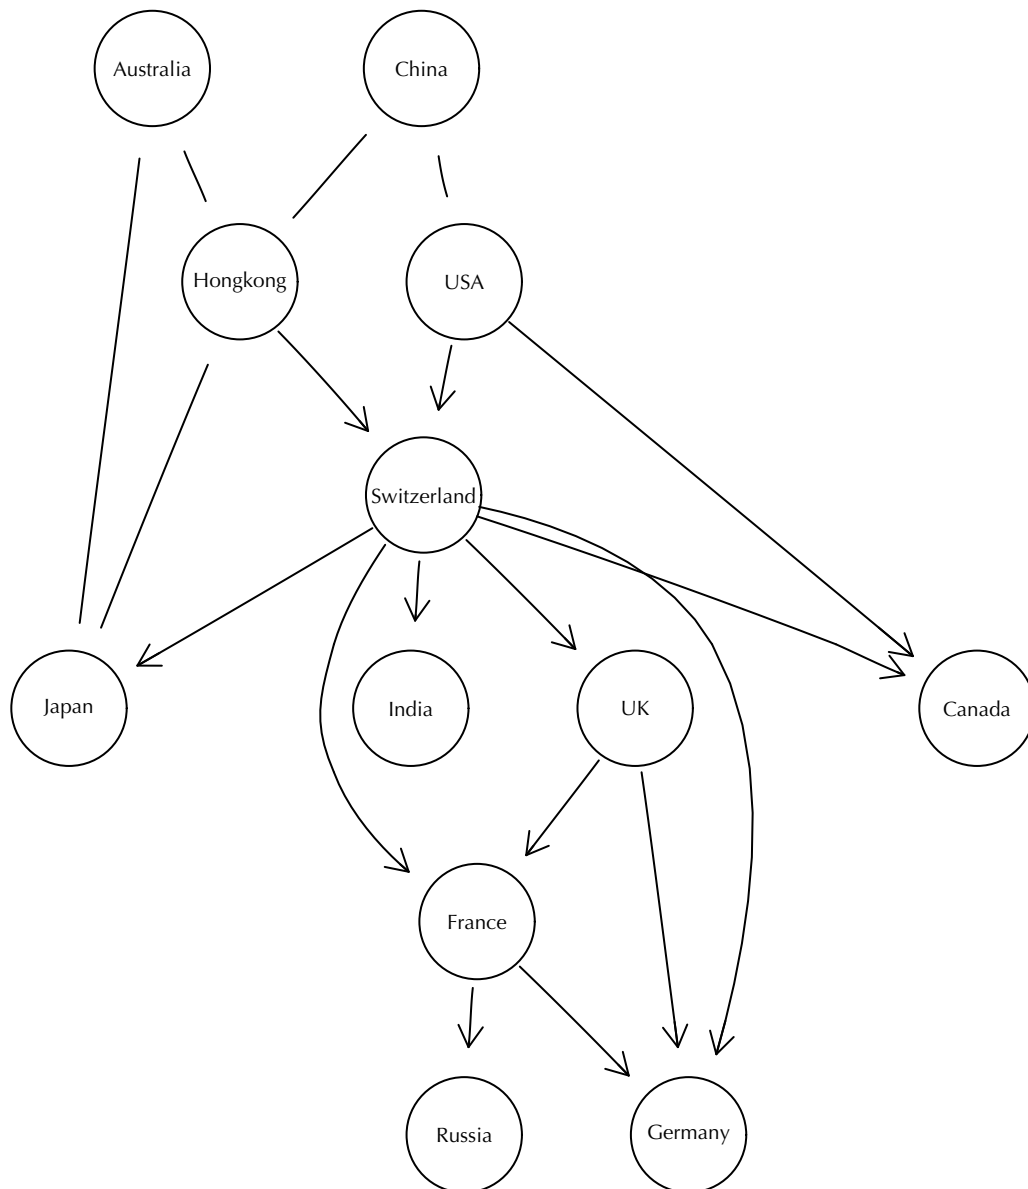 Australia
China
Hongkong
USA
Switzerland
Japan
India
UK
Canada
France
Russia
Germany